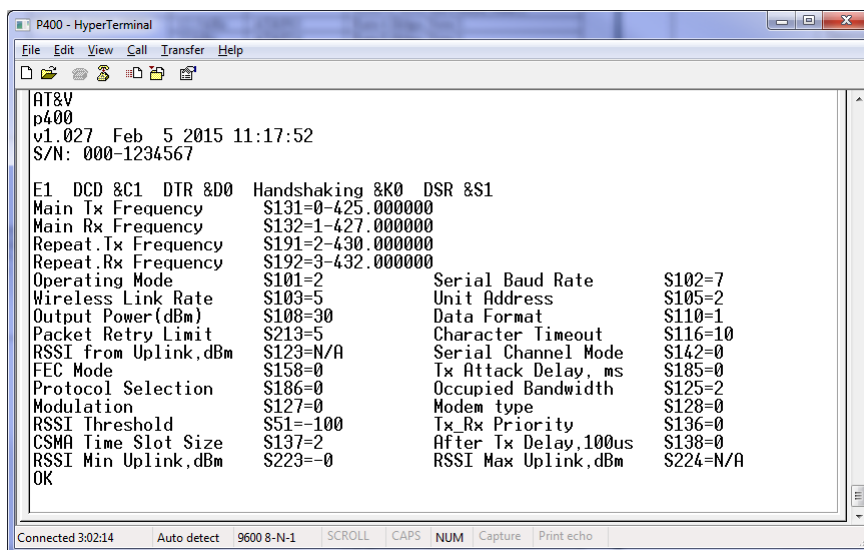 P400 - HyperTerminal
File Edit View Call Transfer Help
AT&V
p400
v1.027  Feb  5 2015 11:17:52
S/N: 000-1234567
E1  DCD &C1  DTR &D0  Handshaking &K0  DSR &S1
Main Tx Frequency      S131=0-425.000000
Main Rx Frequency      S132=1-427.000000
Repeat.Tx Frequency    S191=2-430.000000
Repeat.Rx Frequency    S192=3-432.000000
Operating Mode         S101=2             Serial Baud Rate       S102=7
Wireless Link Rate     S103=5             Unit Address           S105=2
Output Power(dBm)      S108=30            Data Format            S110=1
Packet Retry Limit     S213=5             Character Timeout      S116=10
RSSI from Uplink,dBm   S123=N/A           Serial Channel Mode    S142=0
FEC Mode               S158=0             Tx Attack Delay, ms    S185=0
Protocol Selection     S186=0             Occupied Bandwidth     S125=2
Modulation             S127=0             Modem type             S128=0
RSSI Threshold         S51=-100           Tx_Rx Priority         S136=0
CSMA Time Slot Size    S137=2             After Tx Delay,100us   S138=0
RSSI Min Uplink,dBm    S223=-0            RSSI Max Uplink,dBm    S224=N/A
OK
Connected 3:02:14 Auto detect 9600 8-N-1 SCROLL CAPS NUM Capture Print echo